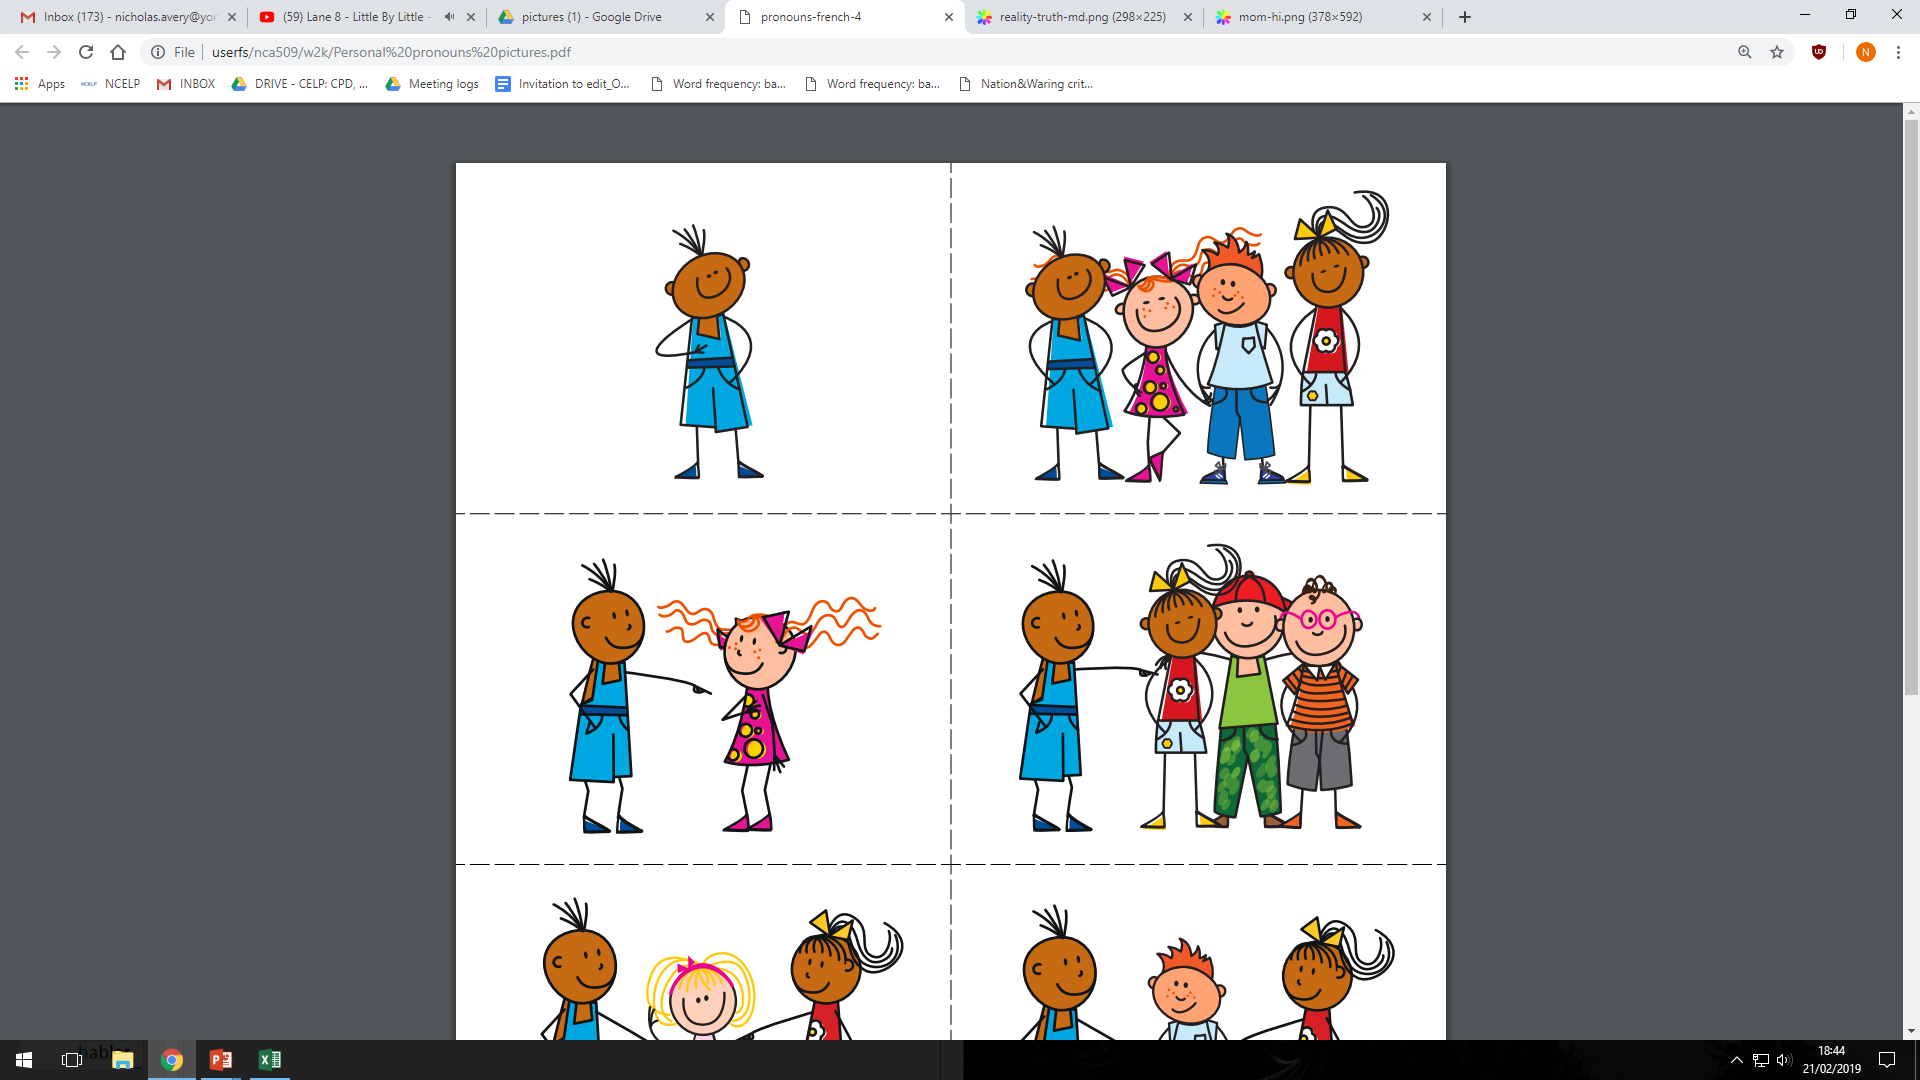 Inbox (173) - nicholas.avery@yor
(59) Lane 8 - Little By Little -
pictures (1) - Google Drive
pronouns-french-4
reality-truth-md.png (298×225)
mom-hi.png (378×592)
File
userfs/nca509/w2k/Personal%20pronouns%20pictures.pdf
N
Apps
NCELP
NCELP
INBOX
DRIVE - CELP: CPD, ...
Meeting logs
Invitation to edit_O...
Word frequency: ba...
Word frequency: ba...
Nation&Waring crit...
hablar
18:44
21/02/2019